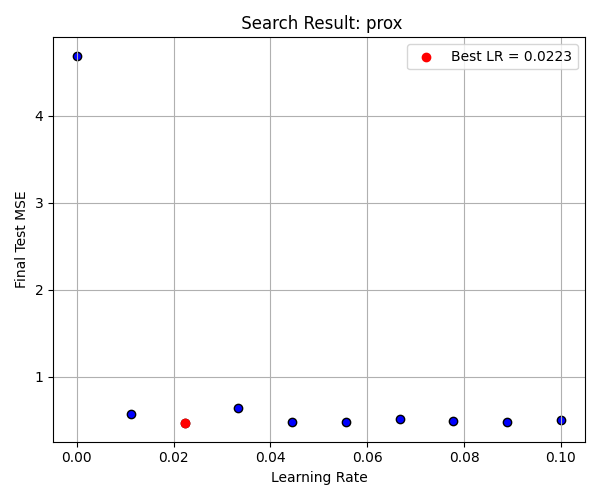 Search Result: prox
Best LR = 0.0223
Final Test MSE
4
3
2
1
0.00 0.02 0.04 0.06 0.08 0.10
Learning Rate